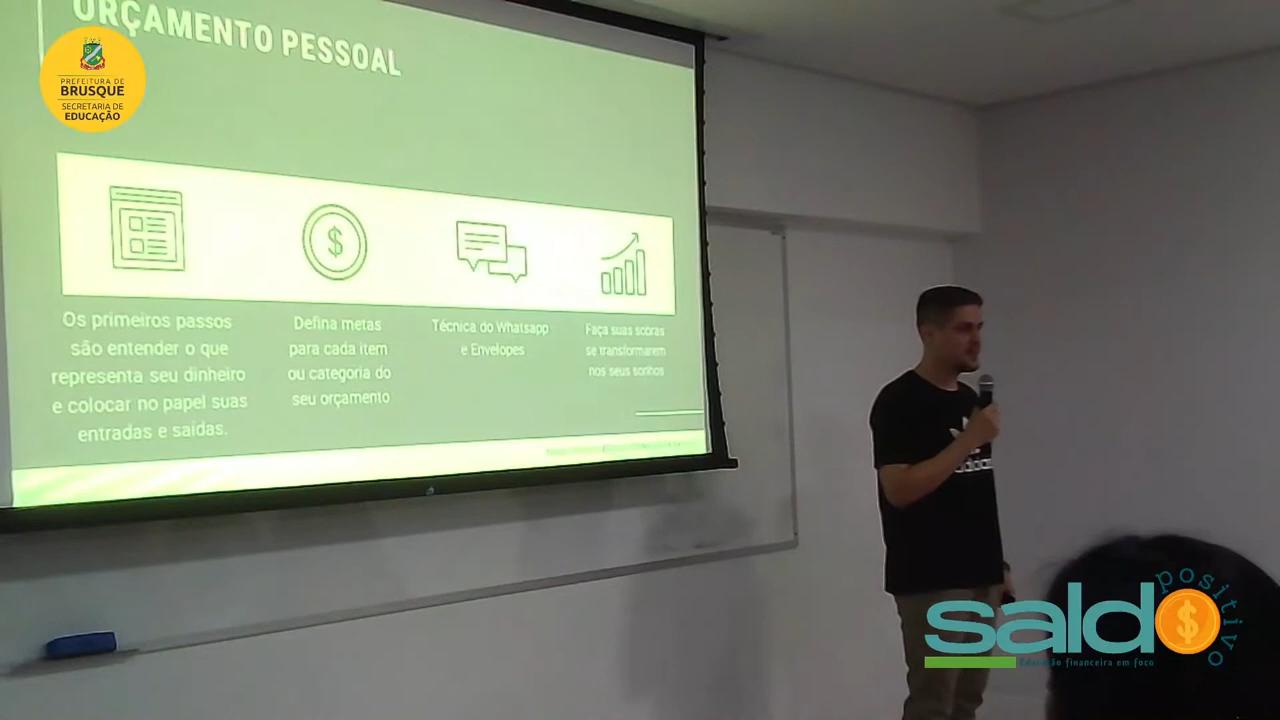 ORÇAMENTO PESSOAL
PREFEITURA DE
BRUSQUE
SECRETARIA DE
EDUCAÇÃO
Os primeiros passos
são entender o que
representa seu dinheiro
e colocar no papel suas
entradas e saídas.
Defina metas
para cada item
ou categoria do
seu orçamento
Técnica do Whatsapp
e Envelopes
Faça suas sobras
se transformarem
nos seus sonhos
adidas
saldo
positivo
Educação financeira em foco